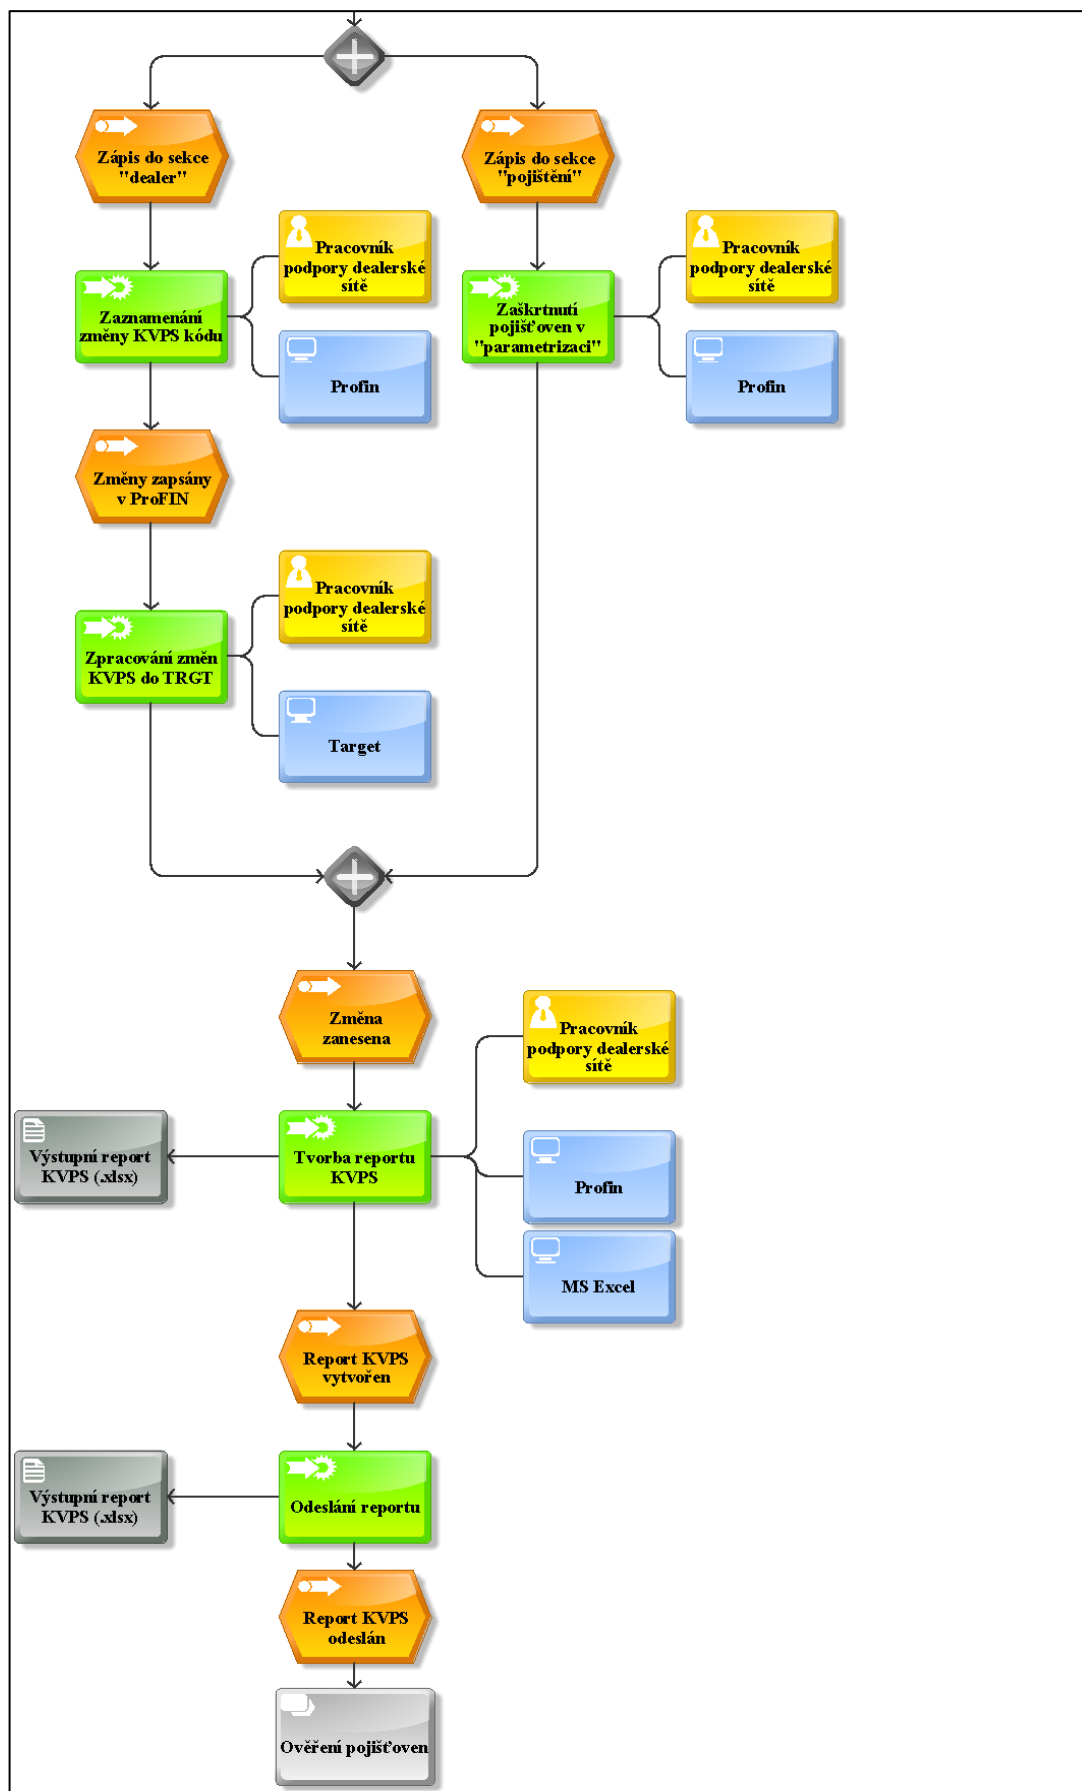 Zápis do sekce
"dealer"
Zápis do sekce
"pojištění"
Pracovník
podpory dealerské
sítě
Pracovník
podpory dealerské
sítě
Zaznamenání
změny KVPS kódu
Zaškrtnutí
pojišťoven v
"parametrizaci"
Profin
Profin
Změny zapsány
v ProFIN
Pracovník
podpory dealerské
sítě
Zpracování změn
KVPS do TRGT
Target
Změna
zanesena
Pracovník
podpory dealerské
sítě
Výstupní report
KVPS (.xlsx)
Tvorba reportu
KVPS
Profin
MS Excel
Report KVPS
vytvořen
Výstupní report
KVPS (.xlsx)
Odeslání reportu
Report KVPS
odeslán
Ověření pojišťoven